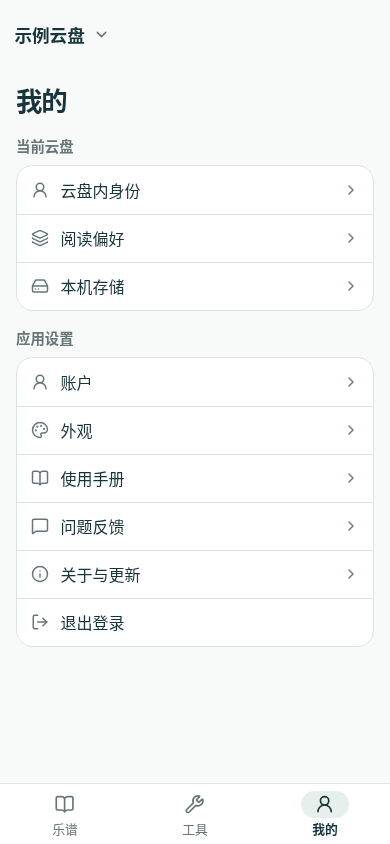 示例云盘
我的
当前云盘
云盘内身份
阅读偏好
本机存储
应用设置
账户
外观
使用手册
问题反馈
关于与更新
退出登录
乐谱
工具
我的